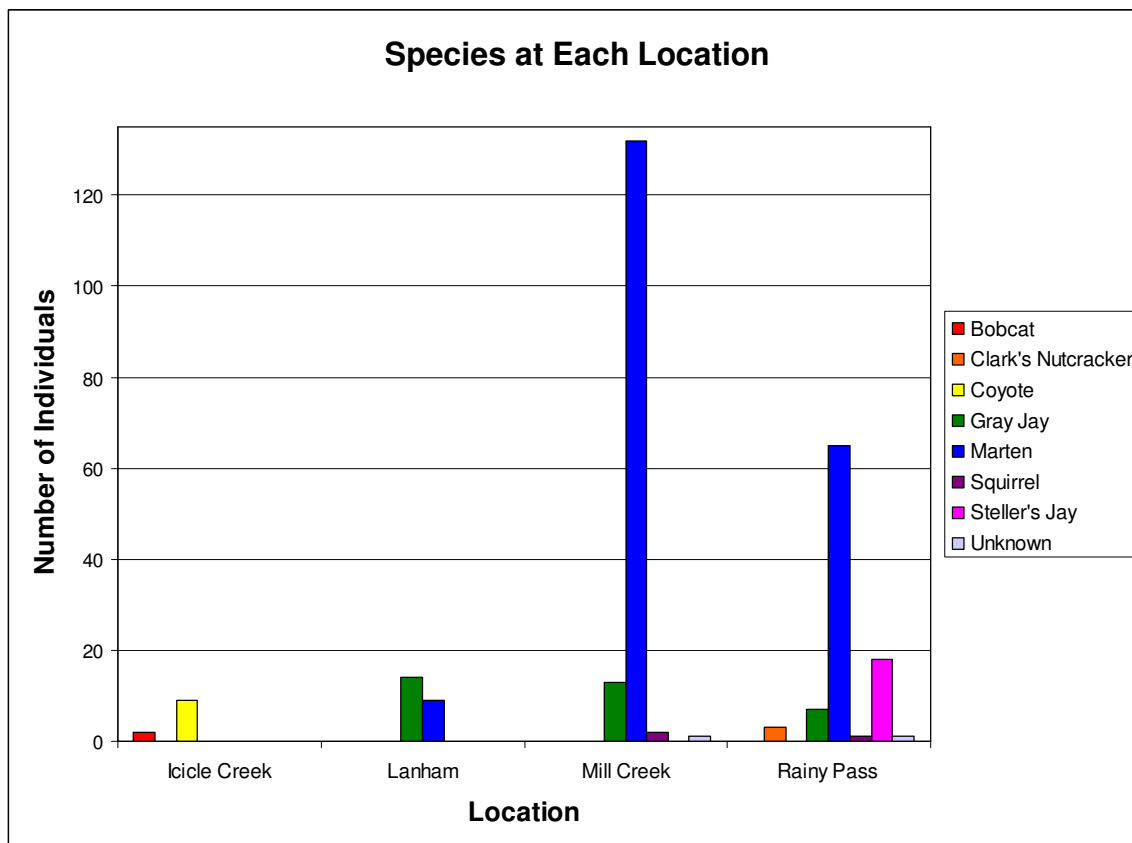 Species at Each Location
Number of Individuals
120
100
80
60
40
20
0
Icicle Creek
Lanham
Mill Creek
Rainy Pass
Location
Bobcat
Clark's Nutcracker
Coyote
Gray Jay
Marten
Squirrel
Steller's Jay
Unknown